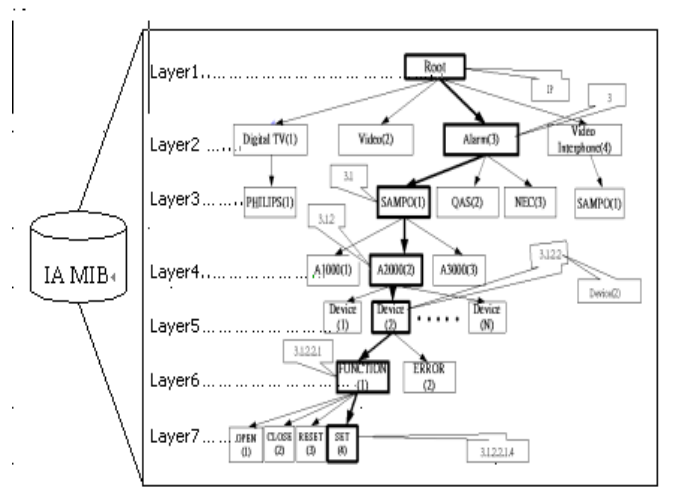 Layer1
Root
IP
3
Layer2
Digital TV(1)
Video(2)
Alarm(3)
Video Interphone(4)
3.1
Layer3
PHILIPS(1)
SAMPO(1)
QAS(2)
NEC(3)
SAMPO(1)
3.1.2
Layer4
A1000(1)
A2000(2)
A3000(3)
3.1.2.2
Device(2)
IA MIB
Layer5
Device (1)
Device (2)
Device (N)
3.1.2.2.1
Layer6
FUNCTION (1)
ERROR (2)
Layer7
OPEN (1)
CLOSE (2)
RESET (3)
SET (4)
3.1.2.2.1.4